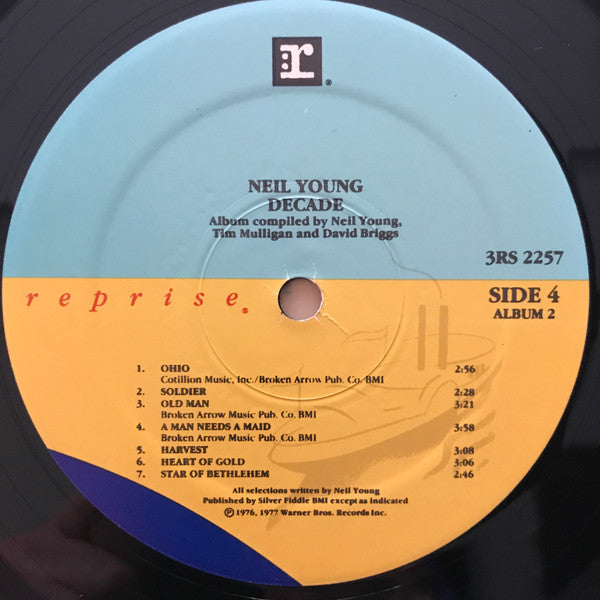 r
®
NEIL YOUNG
DECADE
Album compiled by Neil Young,
Tim Mulligan and David Briggs
3RS 2257
reprise®
SIDE 4
ALBUM 2
1. OHIO 2:56
Cotillion Music, Inc./Broken Arrow Pub. Co. BMI
2. SOLDIER 2:28
3. OLD MAN 3:21
Broken Arrow Music Pub. Co. BMI
4. A MAN NEEDS A MAID 3:58
Broken Arrow Music Pub. Co. BMI
5. HARVEST 3:08
6. HEART OF GOLD 3:06
7. STAR OF BETHLEHEM 2:46
All selections written by Neil Young
Published by Silver Fiddle BMI except as indicated
℗ 1976, 1977 Warner Bros. Records Inc.